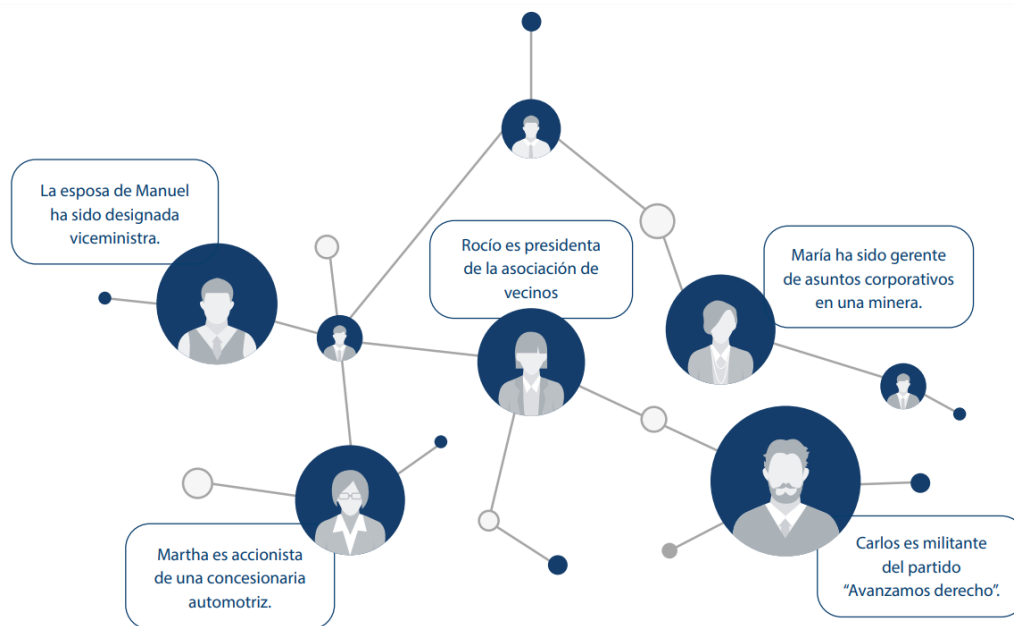 La esposa de Manuel
ha sido designada
viceministra.
Rocío es presidenta
de la asociación de
vecinos
María ha sido gerente
de asuntos corporativos
en una minera.
Martha es accionista
de una concesionaria
automotriz.
Carlos es militante
del partido
“Avanzamos derecho”.